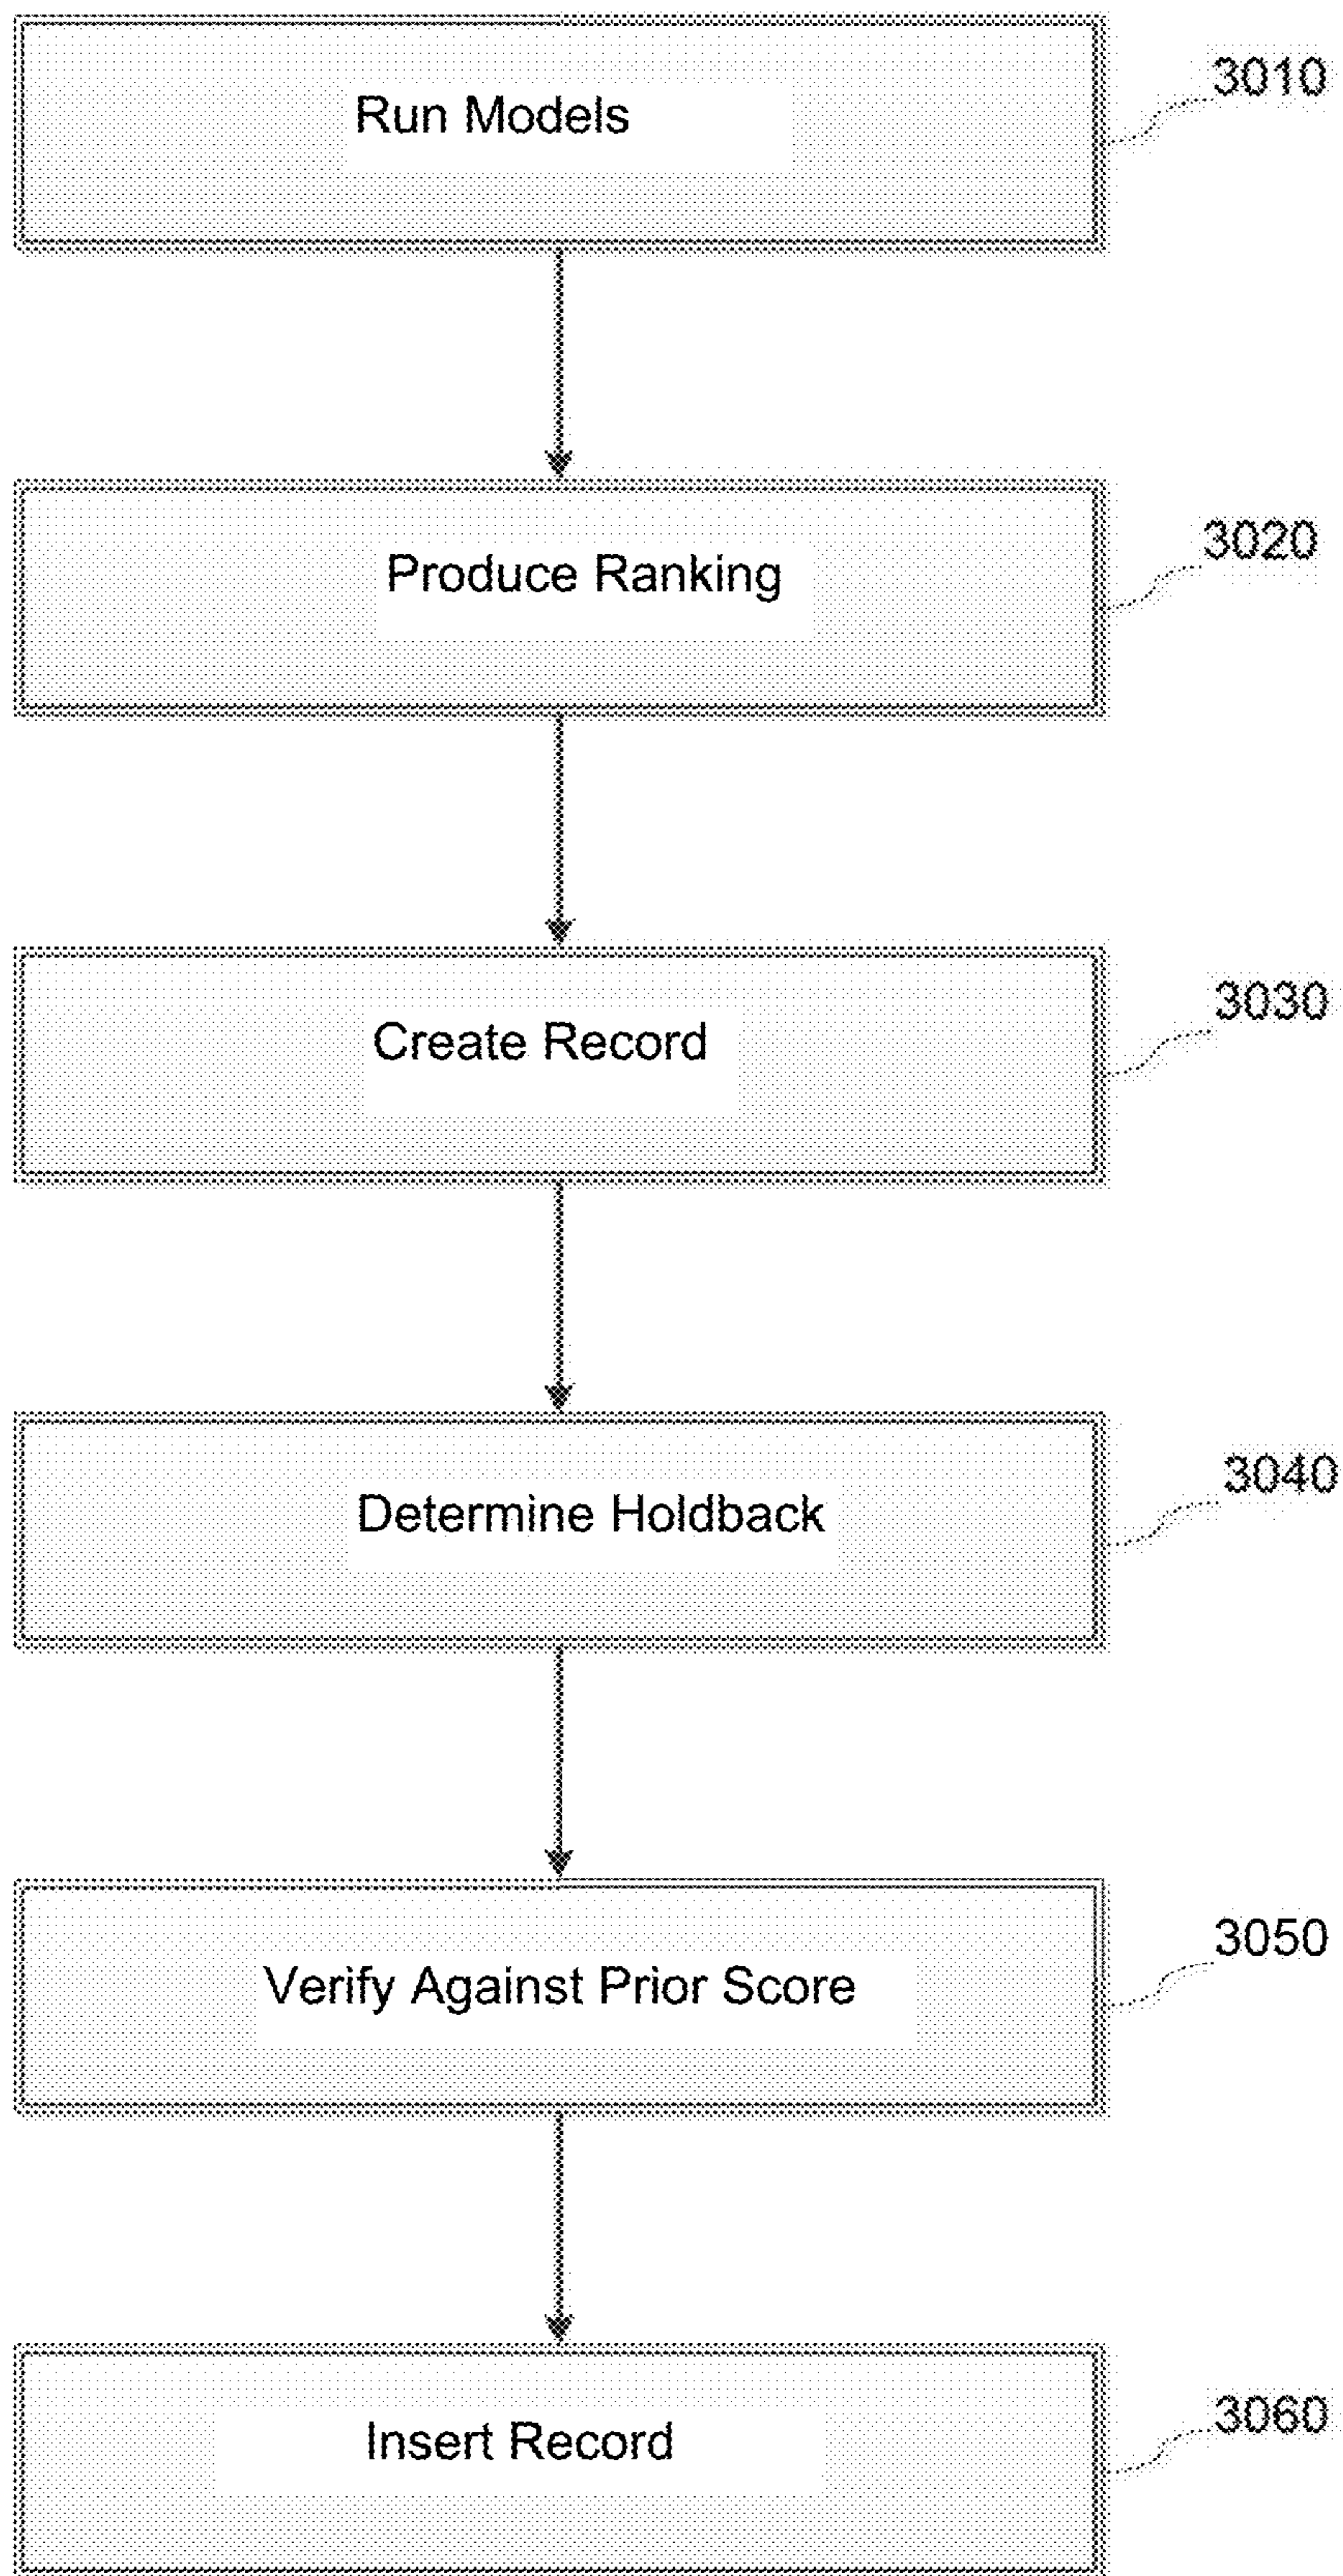 Run Models
3010
Produce Ranking
3020
Create Record
3030
Determine Holdback
3040
Verify Against Prior Score
3050
Insert Record
3060